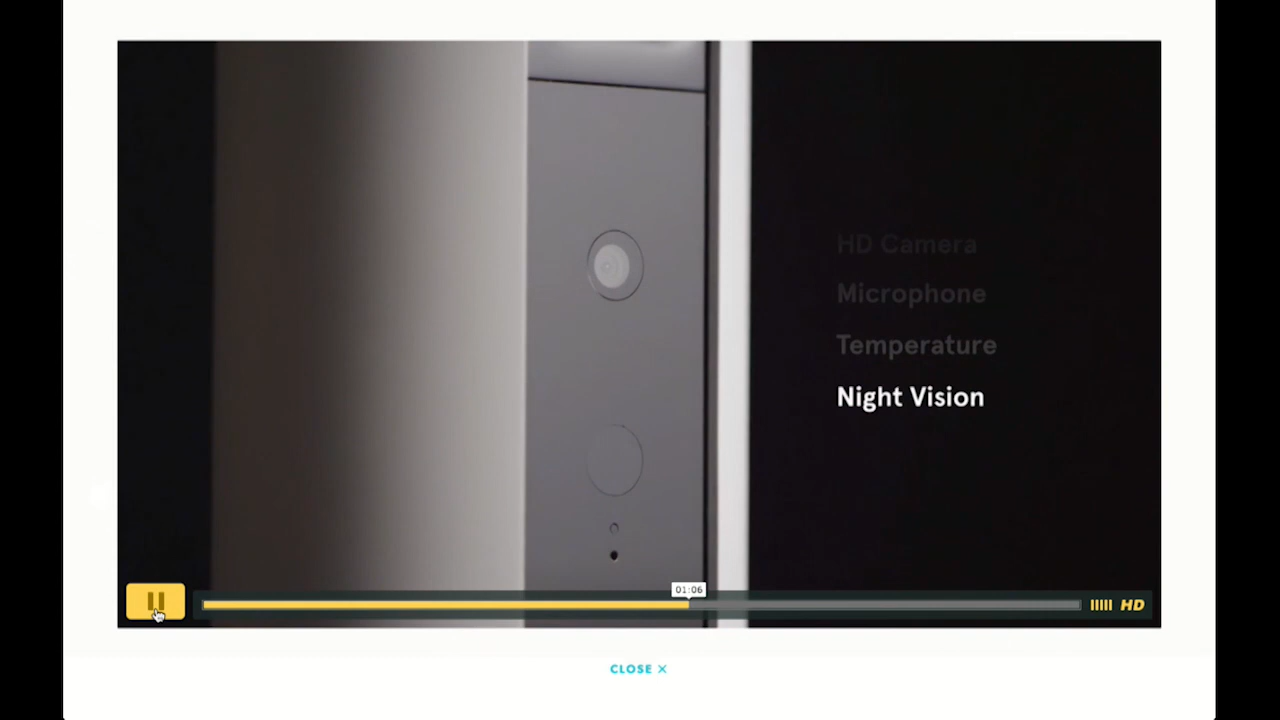 HD Camera
Microphone
Temperature
Night Vision
01:06
HD
CLOSE ×